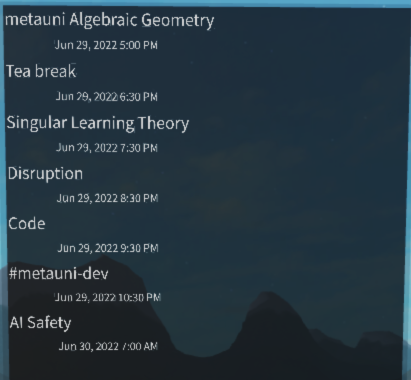 metauni Algebraic Geometry
Jun 29, 2022 5:00 PM
Tea break
Jun 29, 2022 6:30 PM
Singular Learning Theory
Jun 29, 2022 7:30 PM
Disruption
Jun 29, 2022 8:30 PM
Code
Jun 29, 2022 9:30 PM
#metauni-dev
Jun 29, 2022 10:30 PM
AI Safety
Jun 30, 2022 7:00 AM